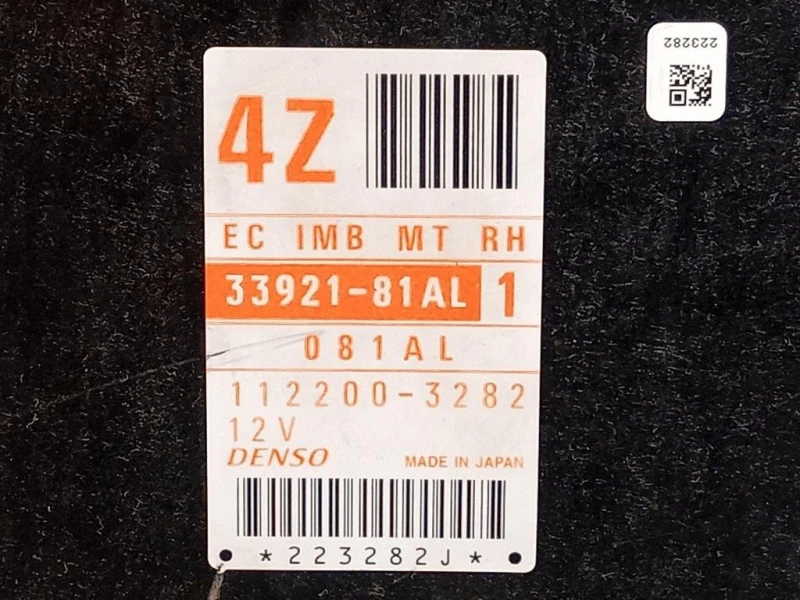 223282
4Z
EC IMB MT RH
33921-81AL 1
081AL
112200-3282
12V
DENSO MADE IN JAPAN
*223282J*